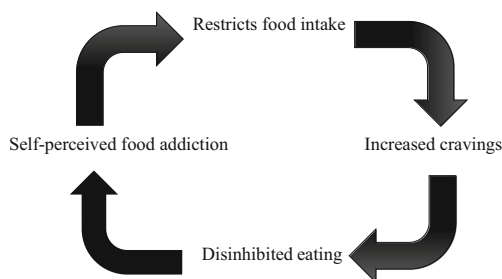 Restricts food intake
Self-perceived food addiction
Increased cravings
Disinhibited eating